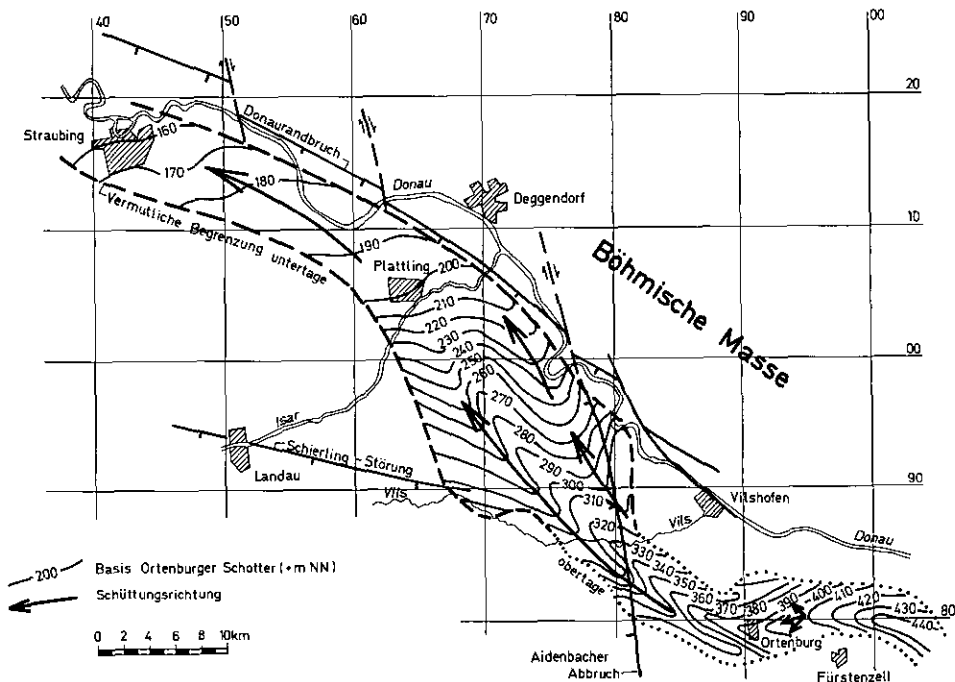 40 50 60 70 80 90 00
20
Straubing
160
Donaurandbruch
170
180
Donau
Deggendorf
Vermutliche Begrenzung untertage
10
190
Plattling
200
Böhmische Masse
210
220
230
240
250
00
260
270
Isar
280
Schierling-Störung
290
Landau
300
90
Vils
310
Vilshofen
320
Vils
Donau
330
340
obertage
350
360
370
380
390
400
410
420
430
80
440
Ortenburg
Aidenbacher
Abbruch
Fürstenzell
200 Basis Ortenburger Schotter (+m NN)
Schüttungsrichtung
0 2 4 6 8 10km